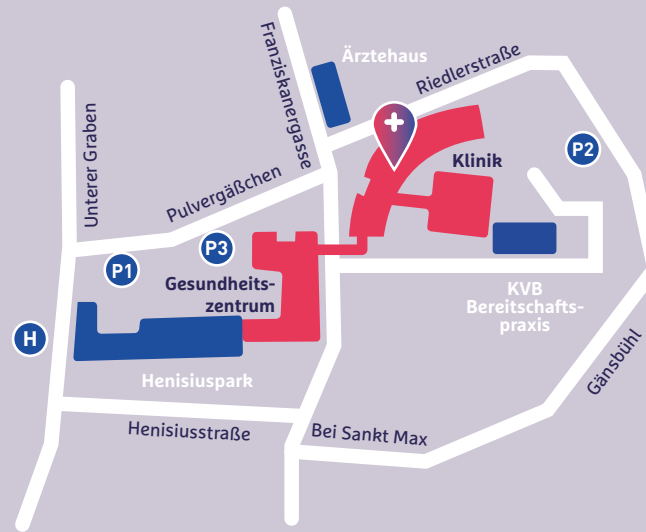 Franziskanergasse
Ärztehaus
Riedlerstraße
Unterer Graben
Klinik
P2
Pulvergäßchen
P3
P1
Gesundheits-
zentrum
KVB
Bereitschafts-
praxis
H
Henisiuspark
Gänsbühl
Henisiusstraße
Bei Sankt Max